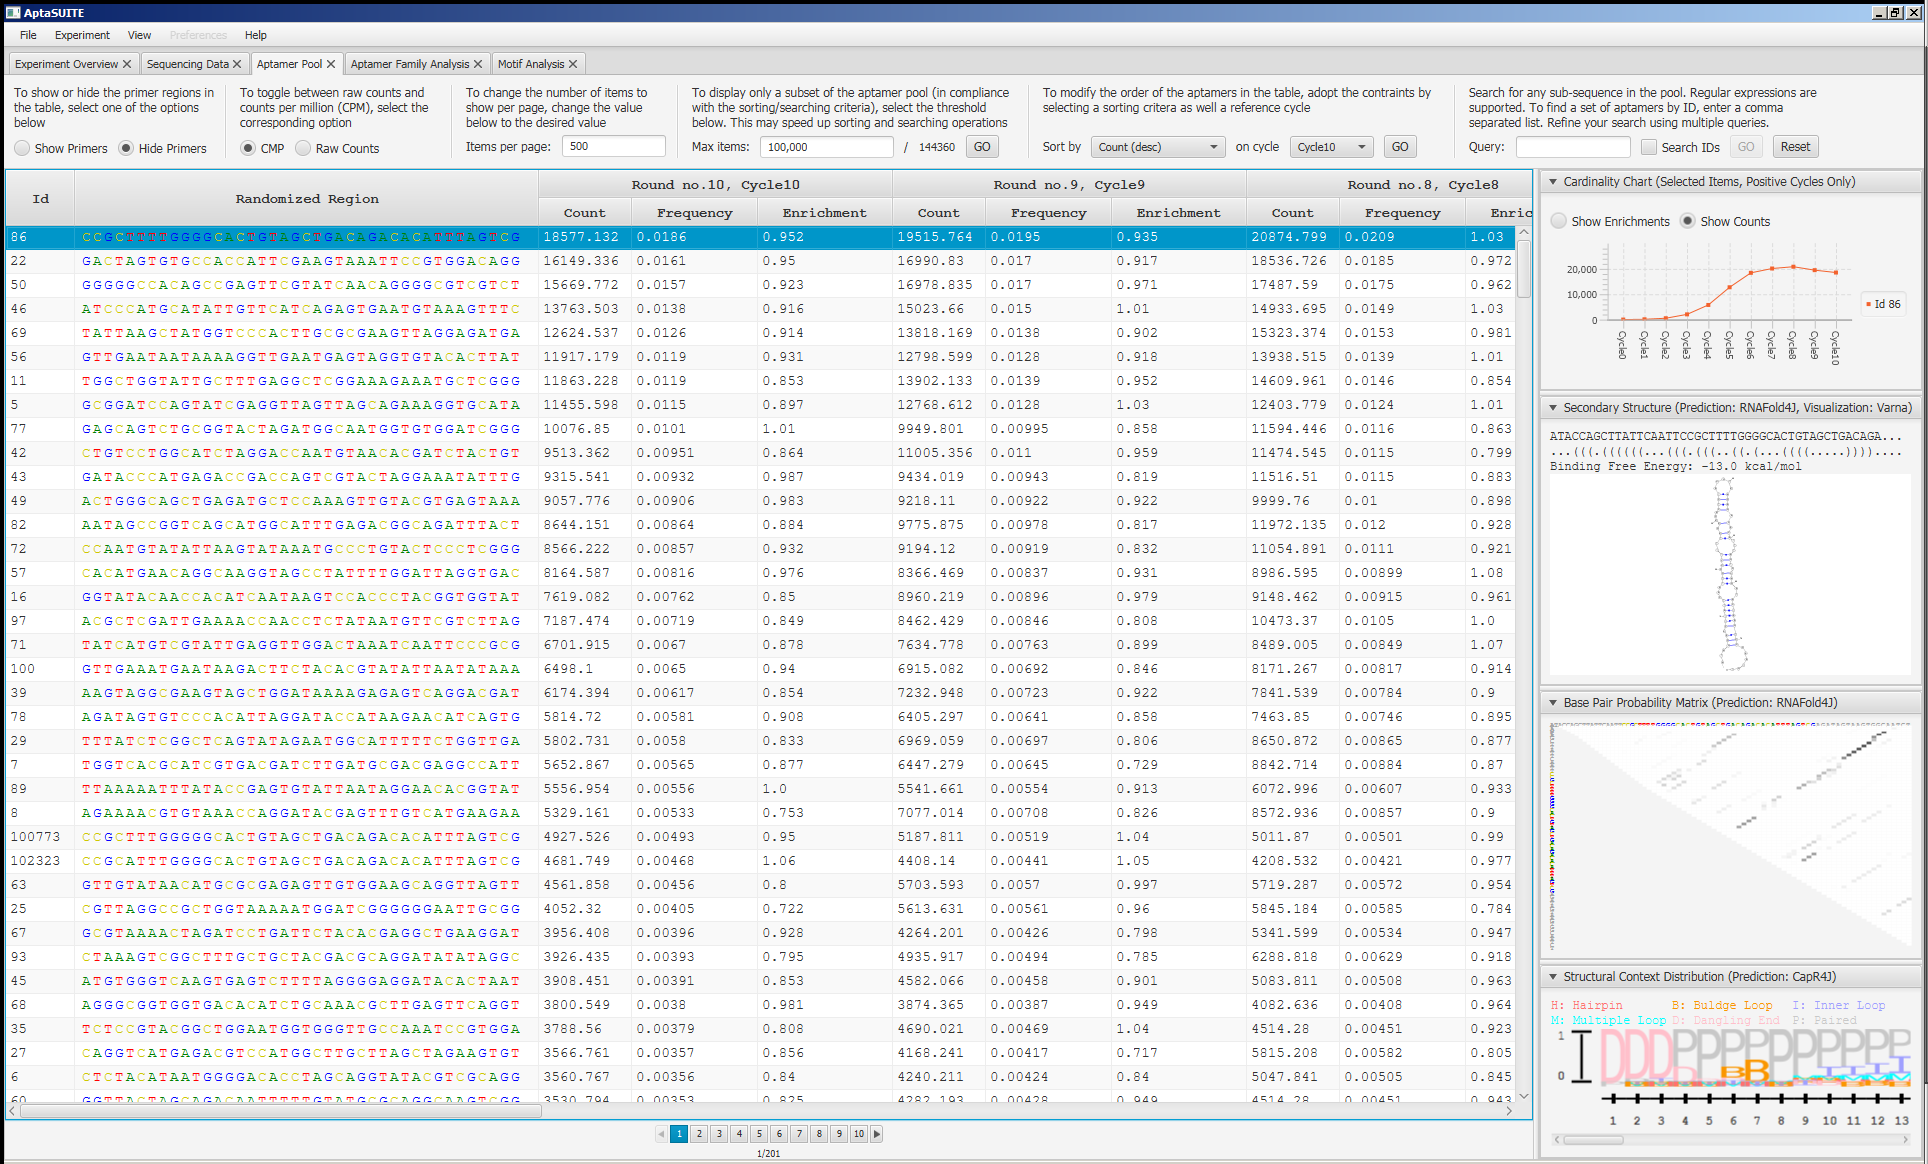 AptaSUITE
File Experiment View Preferences Help
Experiment Overview Sequencing Data Aptamer Pool Aptamer Family Analysis Motif Analysis
To show or hide the primer regions in
the table, select one of the options
below
Show Primers Hide Primers
To toggle between raw counts and
counts per million (CPM), select the
corresponding option
CMP Raw Counts
To change the number of items to
show per page, change the value
below to the desired value
Items per page: 500
To display only a subset of the aptamer pool (in compliance
with the sorting/searching criteria), select the threshold
below. This may speed up sorting and searching operations
Max items: 100,000 / 144360 GO
To modify the order of the aptamers in the table, adopt the contraints by
selecting a sorting critera as well a reference cycle
Sort by Count (desc) on cycle Cycle10 GO
Search for any sub-sequence in the pool. Regular expressions are
supported. To find a set of aptamers by ID, enter a comma
separated list. Refine your search using multiple queries.
Query: Search IDs GO Reset
Id Randomized Region Round no.10, Cycle10 Round no.9, Cycle9 Round no.8, Cycle8
Count Frequency Enrichment Count Frequency Enrichment Count Frequency Enric
86 CCGCTTTTGGGGCACTGTAGCTGACAGACACATTTAGTCG 18577.132 0.0186 0.952 19515.764 0.0195 0.935 20874.799 0.0209 1.03
22 GACTAGTGTGCCACCATTCGAAGTAAATTCCGTGGACAGG 16149.336 0.0161 0.95 16990.83 0.017 0.917 18536.726 0.0185 0.972
50 GGGGGCCACAGCCGAGTTCGTATCAACAGGGGCGTCGTCT 15669.772 0.0157 0.923 16978.835 0.017 0.971 17487.59 0.0175 0.962
46 ATCCCATGCATATTGTTCATCAGAGTGAATGTAAAGTTTC 13763.503 0.0138 0.916 15023.66 0.015 1.01 14933.695 0.0149 1.03
69 TATTAAGCTATGGTCCCACTTGCGCGAAGTTAGGAGATGA 12624.537 0.0126 0.914 13818.169 0.0138 0.902 15323.374 0.0153 0.981
56 GTTGAATAATAAAAGGTTGAATGAGTAGGTGTACACTTAT 11917.179 0.0119 0.931 12798.599 0.0128 0.918 13938.515 0.0139 1.01
11 TGGCTGGTATTGCTTTGAGGCTCGGAAAGAAATGCTCGGG 11863.228 0.0119 0.853 13902.133 0.0139 0.952 14609.961 0.0146 0.854
5 GCGGATCCAGTATCGAGGTTAGTTAGCAGAAAGGTGCATA 11455.598 0.0115 0.897 12768.612 0.0128 1.03 12403.779 0.0124 1.01
77 GAGCAGTCTGCGGTACTAGATGGCAATGGTGTGGATCGGG 10076.85 0.0101 1.01 9949.801 0.00995 0.858 11594.446 0.0116 0.863
42 CTGTCCTGGCATCTAGGACCAATGTAACACGATCTACTGT 9513.362 0.00951 0.864 11005.356 0.011 0.959 11474.545 0.0115 0.799
43 GATACCCATGAGACCGACCAGTCGTACTAGGAAATATTTG 9315.541 0.00932 0.987 9434.019 0.00943 0.819 11516.51 0.0115 0.883
49 ACTGGGCAGCTGAGATGCTCCAAAGTTGTACGTGAGTAAA 9057.776 0.00906 0.983 9218.11 0.00922 0.922 9999.76 0.01 0.898
82 AATAGCCGGTCAGCATGGCATTTGAGACGGCAGATTTACT 8644.151 0.00864 0.884 9775.875 0.00978 0.817 11972.135 0.012 0.928
72 CCAATGTATATTAAGTATAAATGCCCTGTACTCCCTCGGG 8566.222 0.00857 0.932 9194.12 0.00919 0.832 11054.891 0.0111 0.921
57 CACATGAACAGGCAAGGTAGCCTATTTTGGATTAGGTGAC 8164.587 0.00816 0.976 8366.469 0.00837 0.931 8986.595 0.00899 1.08
16 GGTATACAACCACATCAATAAGTCCACCCTACGGTGGTAT 7619.082 0.00762 0.85 8960.219 0.00896 0.979 9148.462 0.00915 0.961
97 ACGCTCGATTGAAAACCAACCTCTATAATGTTCGTCTTAG 7187.474 0.00719 0.849 8462.429 0.00846 0.808 10473.37 0.0105 1.0
71 TATCATGTCGTATTGAGGTTGGACTAAATCAATTCCCGCG 6701.915 0.0067 0.878 7634.778 0.00763 0.899 8489.005 0.00849 1.07
100 GTTGAAATGAATAAGACTTCTACACGTATATTAATATAAA 6498.1 0.0065 0.94 6915.082 0.00692 0.846 8171.267 0.00817 0.914
39 AAGTAGGCGAAGTAGCTGGATAAAAGAGAGTCAGGACGAT 6174.394 0.00617 0.854 7232.948 0.00723 0.922 7841.539 0.00784 0.9
78 AGATAGTGTCCCACATTAGGATACCATAAGAACATCAGTG 5814.72 0.00581 0.908 6405.297 0.00641 0.858 7463.85 0.00746 0.895
29 TTTATCTCGGCTCAGTATAGAATGGCATTTTTCTGGTTGA 5802.731 0.0058 0.833 6969.059 0.00697 0.806 8650.872 0.00865 0.877
7 TGGTCACGCATCGTGACGATCTTGATGCGACGAGGCCATT 5652.867 0.00565 0.877 6447.279 0.00645 0.729 8842.714 0.00884 0.87
89 TTAAAAATTTATACCGAGTGTATTAATAGGAACACGGTAT 5556.954 0.00556 1.0 5541.661 0.00554 0.913 6072.996 0.00607 0.933
8 AGAAAACGTGTAAACCAGGATACGAGTTTGTCATGAAGAA 5329.161 0.00533 0.753 7077.014 0.00708 0.826 8572.936 0.00857 0.9
100773 CCGCTTTGGGGGCACTGTAGCTGACAGACACATTTAGTCG 4927.526 0.00493 0.95 5187.811 0.00519 1.04 5011.87 0.00501 0.99
102323 CCGCATTTGGGGCACTGTAGCTGACAGACACATTTAGTCG 4681.749 0.00468 1.06 4408.14 0.00441 1.05 4208.532 0.00421 0.977
63 GTTGTATAACATGCGCGAGAGTTGTGGAAGCAGGTTAGTT 4561.858 0.00456 0.8 5703.593 0.0057 0.997 5719.287 0.00572 0.954
25 CGTTAGGCCGCTGGTAAAAATGGATCGGGGGGAATTGCGG 4052.32 0.00405 0.722 5613.631 0.00561 0.96 5845.184 0.00585 0.784
67 GCGTAAAACTAGATCCTGATTCTACACGAGGCTGAAGGAT 3956.408 0.00396 0.928 4264.201 0.00426 0.798 5341.599 0.00534 0.947
93 CTAAAGTCGGCTTTGCTGCTACGACGCAGGATATATAGGC 3926.435 0.00393 0.795 4935.917 0.00494 0.785 6288.818 0.00629 0.918
45 ATGTGGGTCAAGTGAGTCTTTTAGGGGAGGATACACTAAT 3908.451 0.00391 0.853 4582.066 0.00458 0.901 5083.811 0.00508 0.963
68 AGGGCGGTGGTGACACATCTGCAAACGCTTGAGTTCAGGT 3800.549 0.0038 0.981 3874.365 0.00387 0.949 4082.636 0.00408 0.964
35 TCTCCGTACGGCTGGAATGGTGGGTTGCCAAATCCGTGGA 3788.56 0.00379 0.808 4690.021 0.00469 1.04 4514.28 0.00451 0.923
27 CAGGTCATGAGACGTCCATGGCTTGCTTAGCTAGAAGTGT 3566.761 0.00357 0.856 4168.241 0.00417 0.717 5815.208 0.00582 0.805
6 CTCTACATAATGGGGACACCTAGCAGGTATACGTCGCAGG 3560.767 0.00356 0.84 4240.211 0.00424 0.84 5047.841 0.00505 0.845
60 GGTTACTAGCAGACAATTTTTGTATGCGCAGGCAAGTCGG 3530.794 0.00353 0.825 4282.193 0.00428 0.949 4514.28 0.00451 0.943
1 2 3 4 5 6 7 8 9 10
1/201
Cardinality Chart (Selected Items, Positive Cycles Only)
Show Enrichments Show Counts
20,000
10,000
0
Cycle0 Cycle1 Cycle2 Cycle3 Cycle4 Cycle5 Cycle6 Cycle7 Cycle8 Cycle9 Cycle10
Id 86
Secondary Structure (Prediction: RNAFold4J, Visualization: Varna)
ATACCAGCTTATTCAATTCCGCTTTTGGGGCACTGTAGCTGACAGA...
...(((.((((((...(((.(((..((.(...((((.....))))....
Binding Free Energy: -13.0 kcal/mol
Base Pair Probability Matrix (Prediction: RNAFold4J)
Structural Context Distribution (Prediction: CapR4J)
H: Hairpin B: Buldge Loop I: Inner Loop
M: Multiple Loop D: Dangling End P: Paired
1
0
DDDPPPPPPPPPP
BB
1 2 3 4 5 6 7 8 9 10 11 12 13